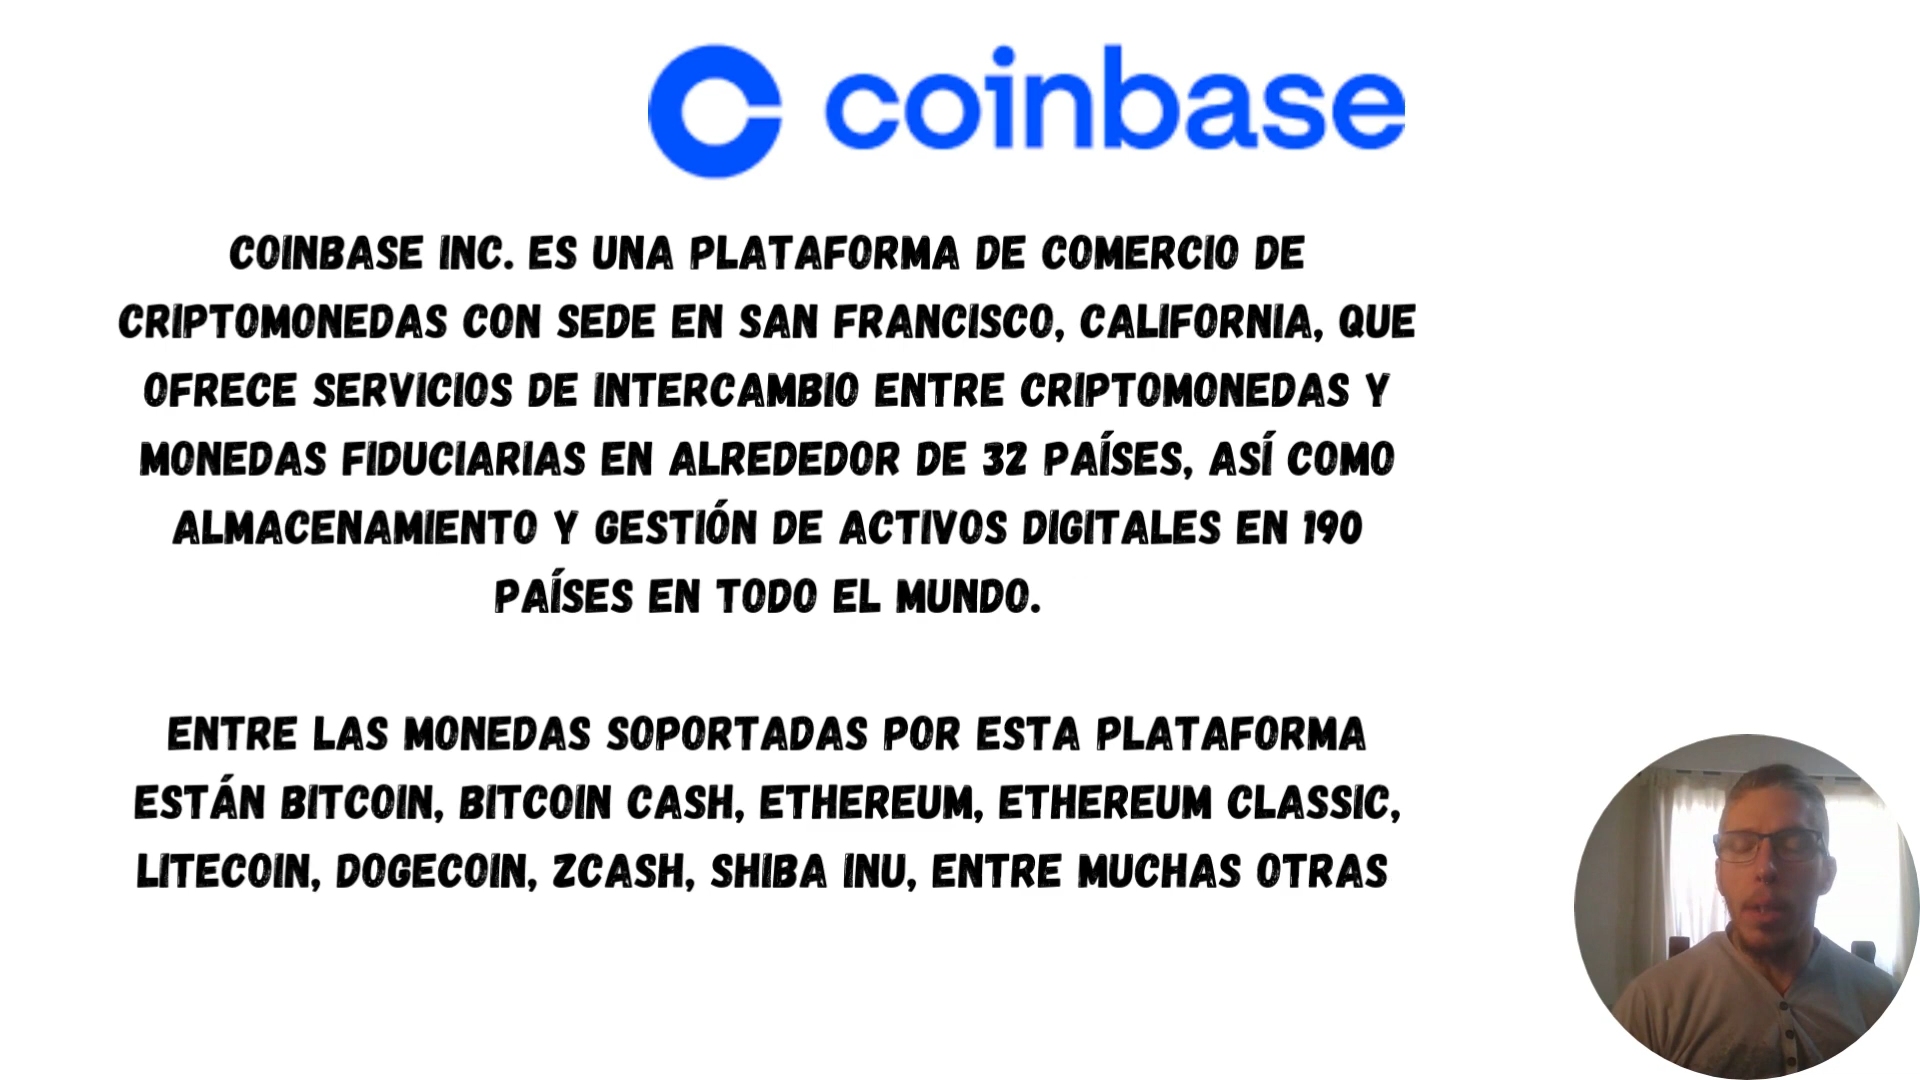 coinbase
COINBASE INC. ES UNA PLATAFORMA DE COMERCIO DE
CRIPTOMONEDAS CON SEDE EN SAN FRANCISCO, CALIFORNIA, QUE
OFRECE SERVICIOS DE INTERCAMBIO ENTRE CRIPTOMONEDAS Y
MONEDAS FIDUCIARIAS EN ALREDEDOR DE 32 PAÍSES, ASÍ COMO
ALMACENAMIENTO Y GESTIÓN DE ACTIVOS DIGITALES EN 190
PAÍSES EN TODO EL MUNDO.
ENTRE LAS MONEDAS SOPORTADAS POR ESTA PLATAFORMA
ESTÁN BITCOIN, BITCOIN CASH, ETHEREUM, ETHEREUM CLASSIC,
LITECOIN, DOGECOIN, ZCASH, SHIBA INU, ENTRE MUCHAS OTRAS